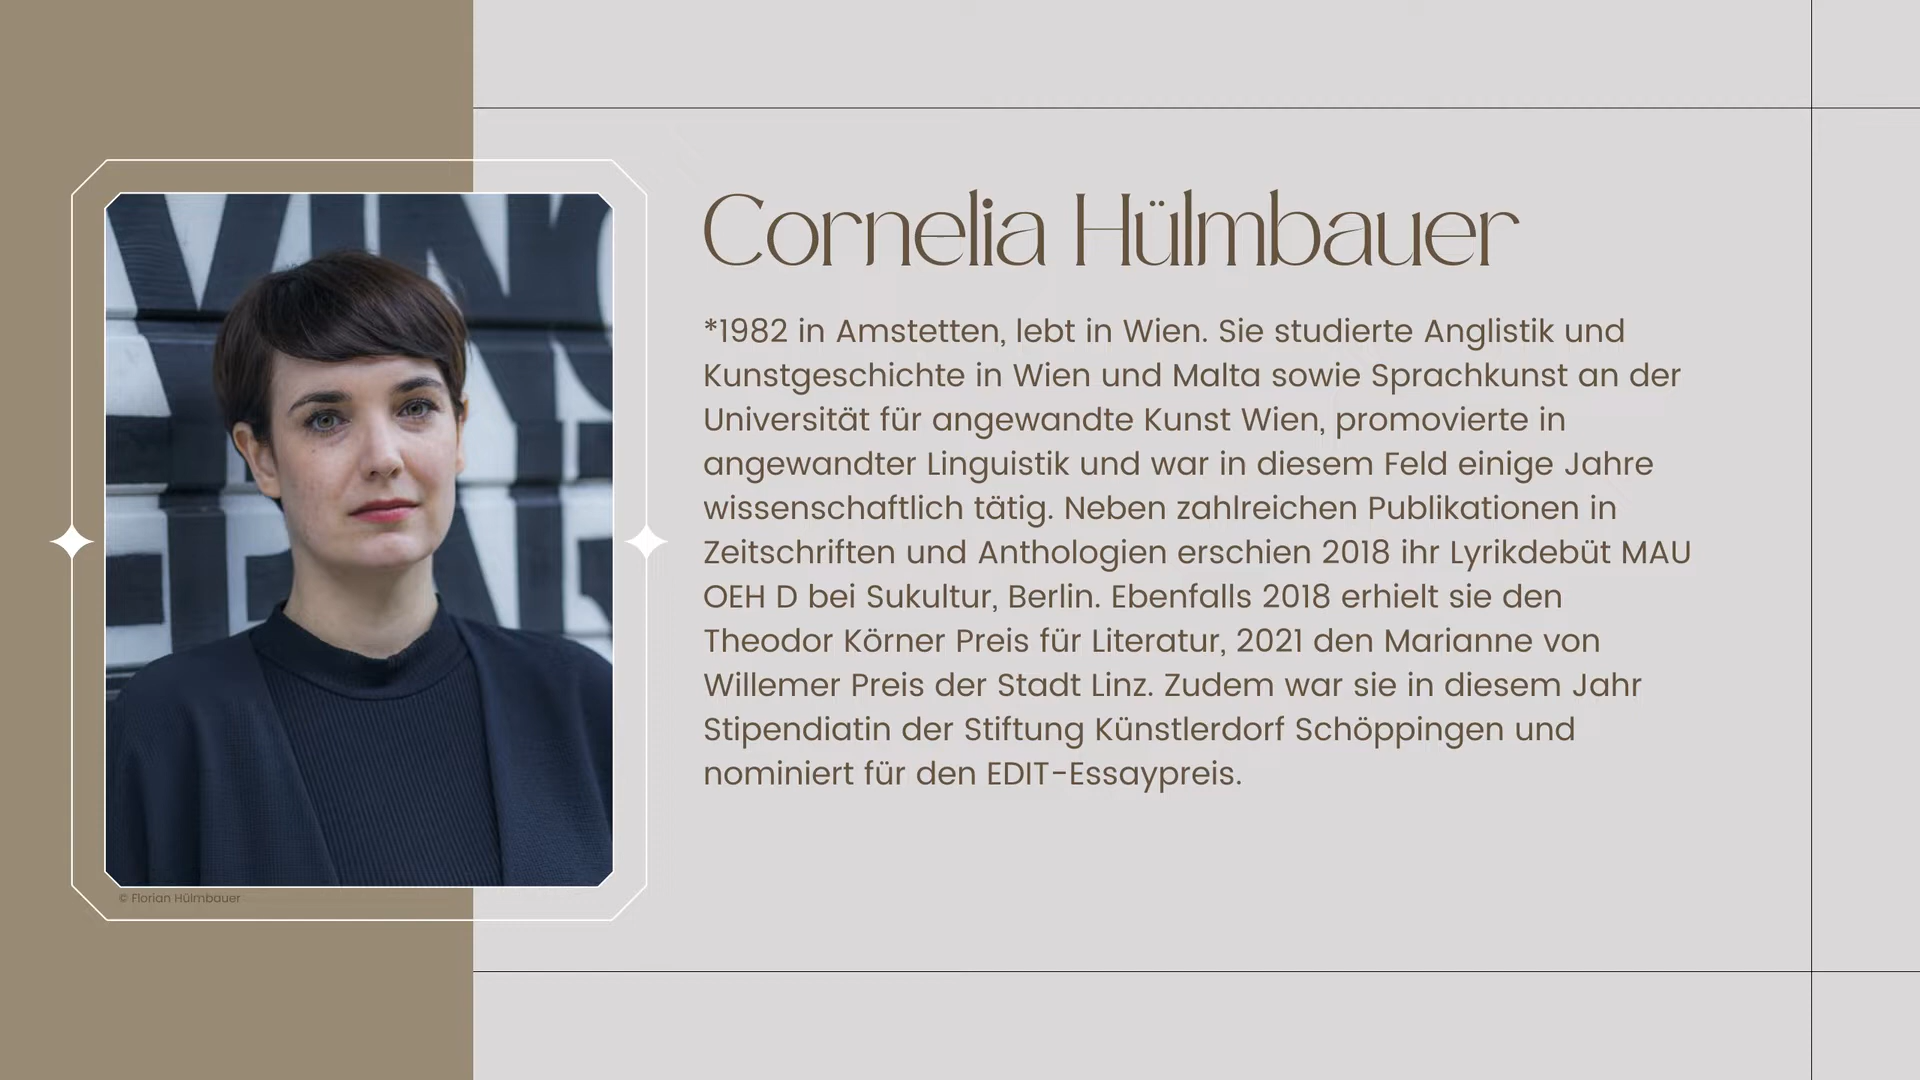 Cornelia Hülmbauer
*1982 in Amstetten, lebt in Wien. Sie studierte Anglistik und
Kunstgeschichte in Wien und Malta sowie Sprachkunst an der
Universität für angewandte Kunst Wien, promovierte in
angewandter Linguistik und war in diesem Feld einige Jahre
wissenschaftlich tätig. Neben zahlreichen Publikationen in
Zeitschriften und Anthologien erschien 2018 ihr Lyrikdebüt MAU
OEH D bei Sukultur, Berlin. Ebenfalls 2018 erhielt sie den
Theodor Körner Preis für Literatur, 2021 den Marianne von
Willemer Preis der Stadt Linz. Zudem war sie in diesem Jahr
Stipendiatin der Stiftung Künstlerdorf Schöppingen und
nominiert für den EDIT-Essaypreis.
© Florian Hülmbauer